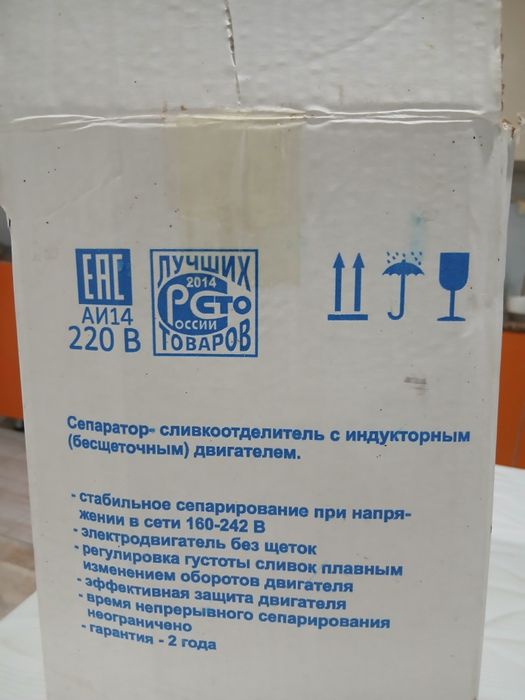 ЕАС
АИ14
220 В
ЛУЧШИХ
2014
СТО
РОССИИ
ТОВАРОВ
Сепаратор- сливкоотделитель с индукторным
(бесщеточным) двигателем.
- стабильное сепарирование при напря-
жении в сети 160-242 В
- электродвигатель без щеток
- регулировка густоты сливок плавным
изменением оборотов двигателя
- эффективная защита двигателя
- время непрерывного сепарирования
неограничено
- гарантия - 2 года